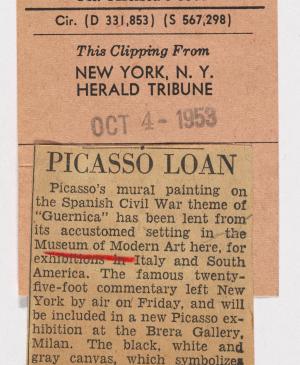 Cir. (D 331,853) (S 567,298)
This Clipping From
NEW YORK, N. Y.
HERALD TRIBUNE
OCT 4 - 1953
PICASSO LOAN
Picasso's mural painting on
the Spanish Civil War theme of
"Guernica" has been lent from
its accustomed setting in the
Museum of Modern Art here, for
exhibitions in Italy and South
America. The famous twenty-
five-foot commentary left New
York by air on Friday, and will
be included in a new Picasso ex-
hibition at the Brera Gallery,
Milan. The black, white and
gray canvas, which symbolizes